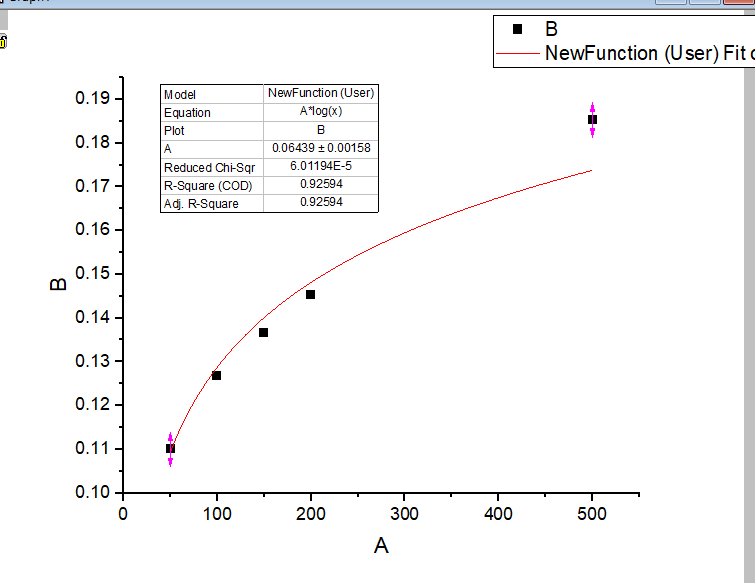 B
NewFunction (User) Fit
Model NewFunction (User)
Equation A*log(x)
Plot B
A 0.06439 ± 0.00158
Reduced Chi-Sqr 6.01194E-5
R-Square (COD) 0.92594
Adj. R-Square 0.92594
0.19
0.18
0.17
0.16
0.15
0.14
0.13
0.12
0.11
0.10
B
0 100 200 300 400 500
A